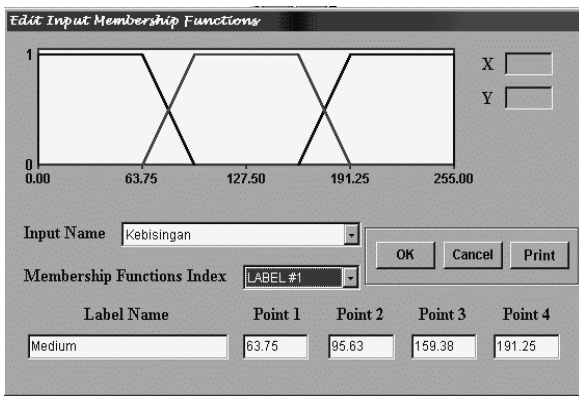 Edit Input Membership Functions
1
X
Y
0
0.00 63.75 127.50 191.25 255.00
Input Name Kebisingan
OK Cancel Print
Membership Functions Index LABEL #1
Label Name Point 1 Point 2 Point 3 Point 4
Medium 63.75 95.63 159.38 191.25